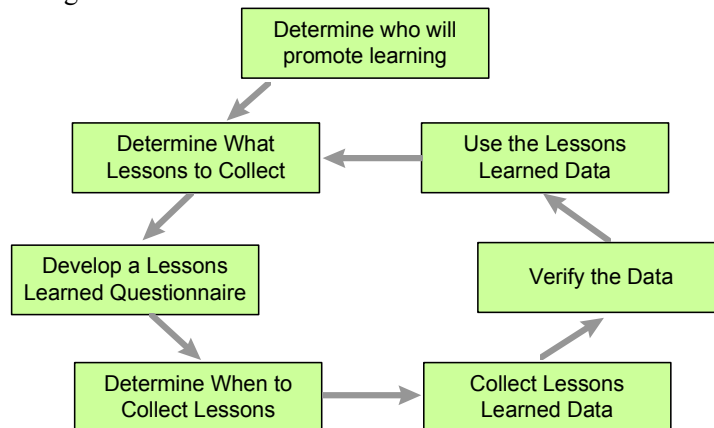 Determine who will
promote learning
Determine What
Lessons to Collect
Use the Lessons
Learned Data
Develop a Lessons
Learned Questionnaire
Verify the Data
Determine When to
Collect Lessons
Collect Lessons
Learned Data